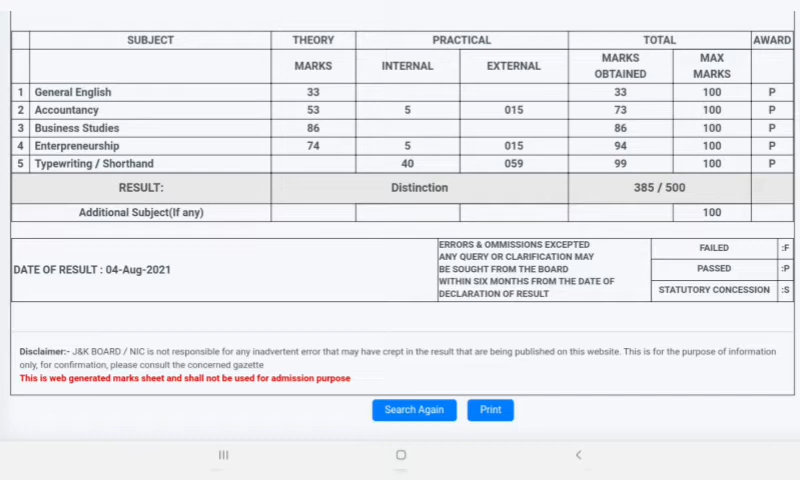 SUBJECT THEORY PRACTICAL TOTAL AWARD
MARKS INTERNAL EXTERNAL MARKS OBTAINED MAX MARKS
1 General English 33 33 100 P
2 Accountancy 53 5 015 73 100 P
3 Business Studies 86 86 100 P
4 Enterpreneurship 74 5 015 94 100 P
5 Typewriting / Shorthand 40 059 99 100 P
RESULT: Distinction 385 / 500
Additional Subject(If any) 100
DATE OF RESULT : 04-Aug-2021
ERRORS & OMMISSIONS EXCEPTED
ANY QUERY OR CLARIFICATION MAY
BE SOUGHT FROM THE BOARD
WITHIN SIX MONTHS FROM THE DATE OF
DECLARATION OF RESULT
FAILED :F
PASSED :P
STATUTORY CONCESSION :S
Disclaimer:- J&K BOARD / NIC is not responsible for any inadvertent error that may have crept in the result that are being published on this website. This is for the purpose of information
only, for confirmation, please consult the concerned gazette
This is web generated marks sheet and shall not be used for admission purpose
Search Again Print